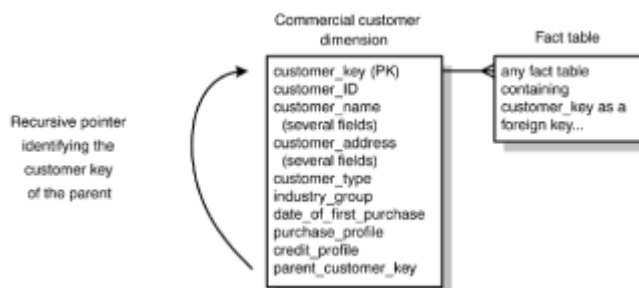 Commercial customer
dimension
Fact table
customer_key (PK)
customer_ID
customer_name
(several fields)
customer_address
(several fields)
customer_type
industry_group
date_of_first_purchase
purchase_profile
credit_profile
parent_customer_key
any fact table
containing
customer_key as a
foreign key...
Recursive pointer
identifying the
customer key
of the parent